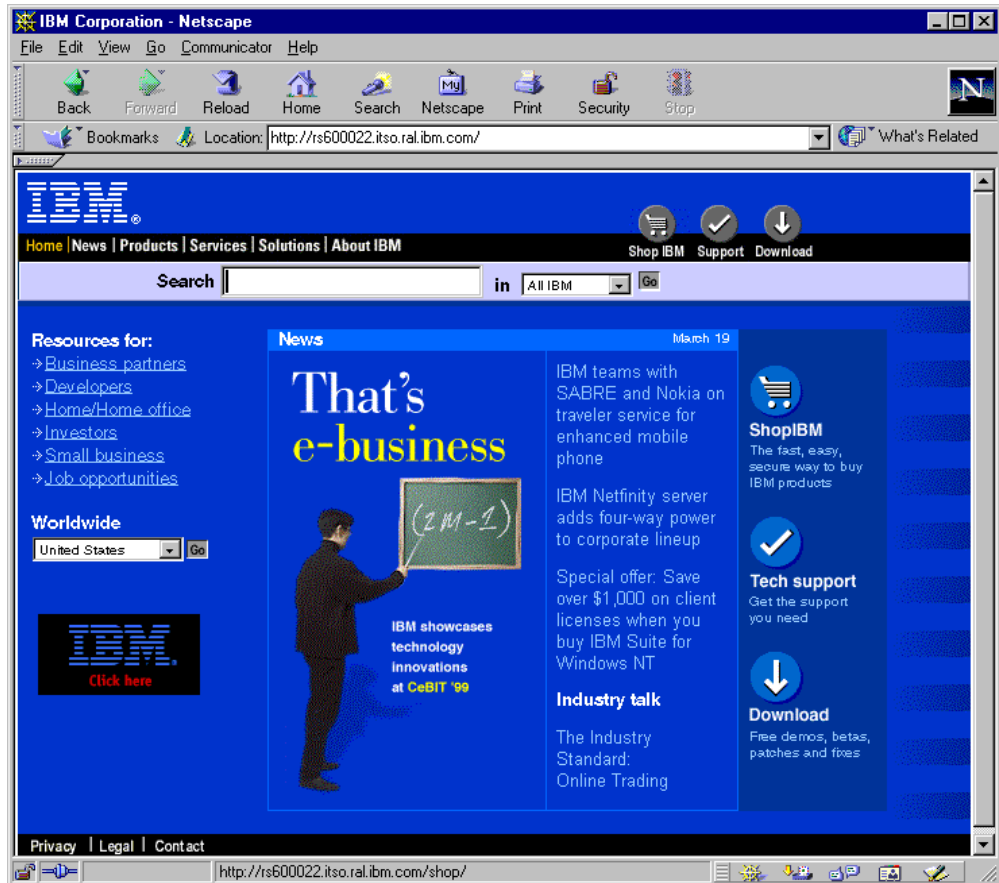 IBM Corporation - Netscape
File Edit View Go Communicator Help
Back Forward Reload Home Search Netscape Print Security Stop
My
N
Bookmarks Location: http://rs600022.itso.ral.ibm.com/ What's Related
IBM®
Shop IBM Support Download
Home | News | Products | Services | Solutions | About IBM
Search in All IBM Go
Resources for:
Business partners
Developers
Home/Home office
Investors
Small business
Job opportunities
Worldwide
United States Go
IBM.
Click here
News March 19
That's
e-business
(2M-1)
IBM showcases
technology
innovations
at CeBIT '99
IBM teams with
SABRE and Nokia on
traveler service for
enhanced mobile
phone
IBM Netfinity server
adds four-way power
to corporate lineup
Special offer: Save
over $1,000 on client
licenses when you
buy IBM Suite for
Windows NT
Industry talk
The Industry
Standard:
Online Trading
ShopIBM
The fast, easy,
secure way to buy
IBM products
Tech support
Get the support
you need
Download
Free demos, betas,
patches and fixes
Privacy | Legal | Contact
http://rs600022.itso.ral.ibm.com/shop/